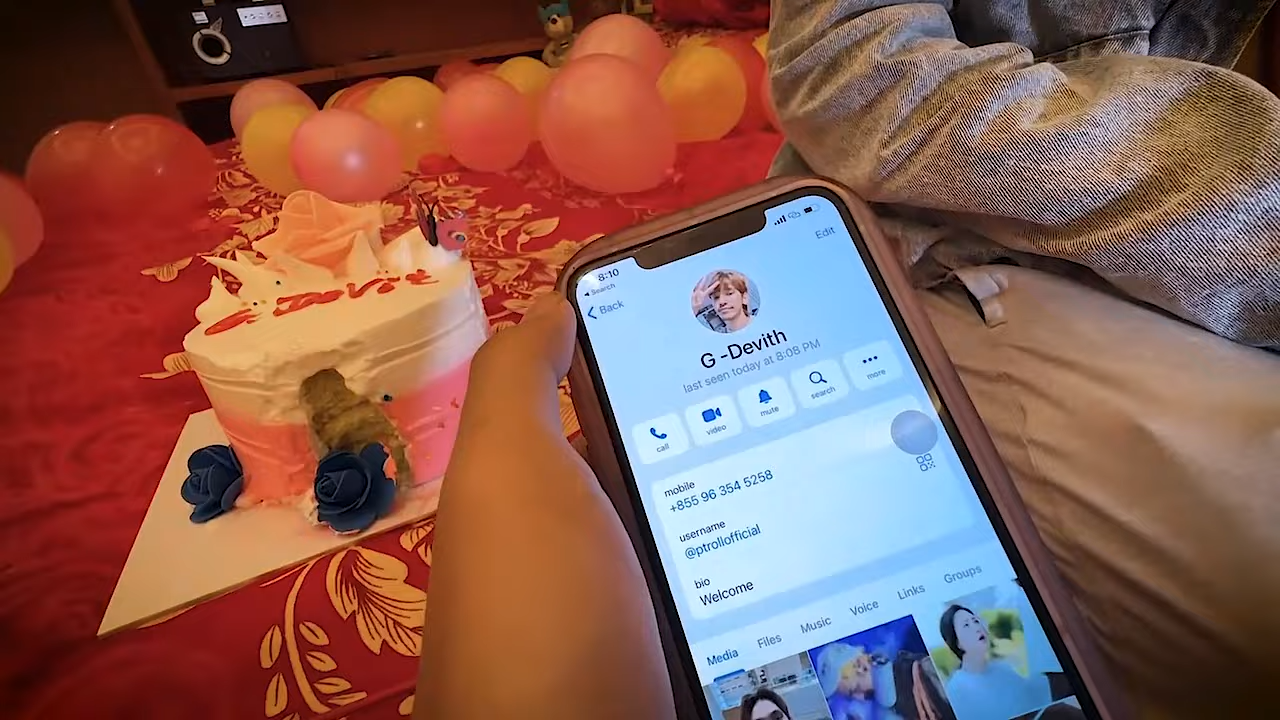 8:10
Search
Edit
Back
G -Devith
last seen today at 8:08 PM
call
video
mute
search
more
mobile
+855 96 354 5258
username
@ptrollofficial
bio
Welcome
Media
Files
Music
Voice
Links
Groups